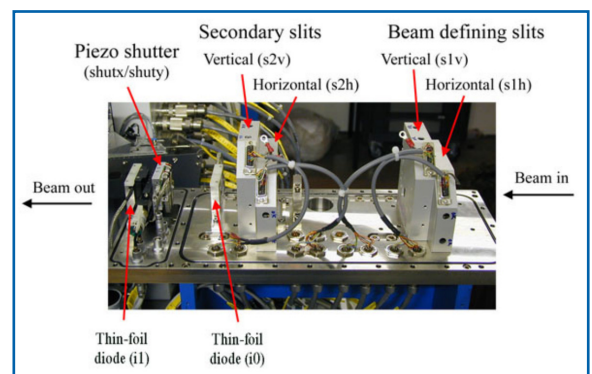 Secondary slits
Beam defining slits
Piezo shutter
(shutx/shuty)
Vertical (s2v)
Vertical (s1v)
Horizontal (s2h)
Horizontal (s1h)
Beam out
Beam in
Thin-foil
diode (i1)
Thin-foil
diode (i0)